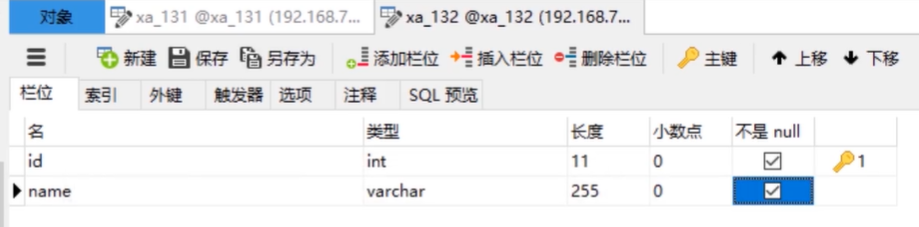 对象 xa_131 @xa_131 (192.168.7... xa_132 @xa_132 (192.168.7...
新建 保存 另存为 添加栏位 插入栏位 删除栏位 主键 上移 下移
栏位 索引 外键 触发器 选项 注释 SQL 预览
名 类型 长度 小数点 不是 null
id int 11 0 1
name varchar 255 0